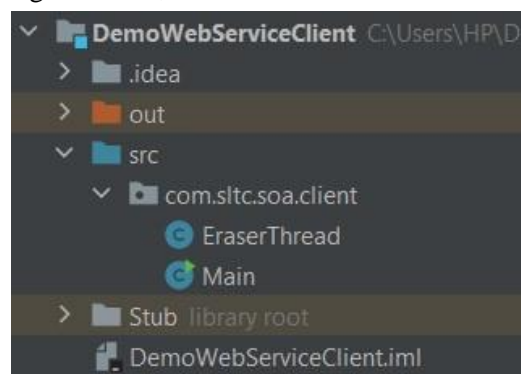 DemoWebServiceClient C:\Users\HP\D
.idea
out
src
com.sltc.soa.client
EraserThread
Main
Stub library root
DemoWebServiceClient.iml